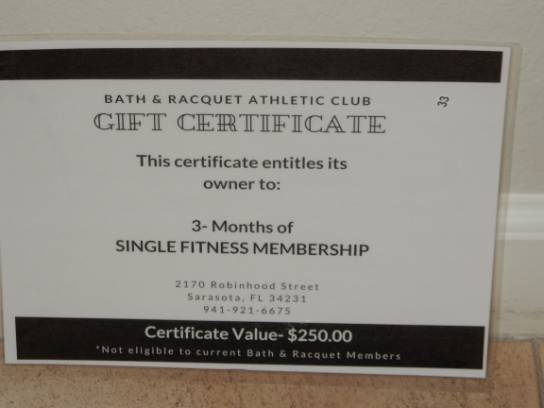 BATH & RACQUET ATHLETIC CLUB
33
GIFT CERTIFICATE
This certificate entitles its
owner to:
3- Months of
SINGLE FITNESS MEMBERSHIP
2170 Robinhood Street
Sarasota, FL 34231
941-921-6675
Certificate Value- $250.00
*Not eligible to current Bath & Racquet Members